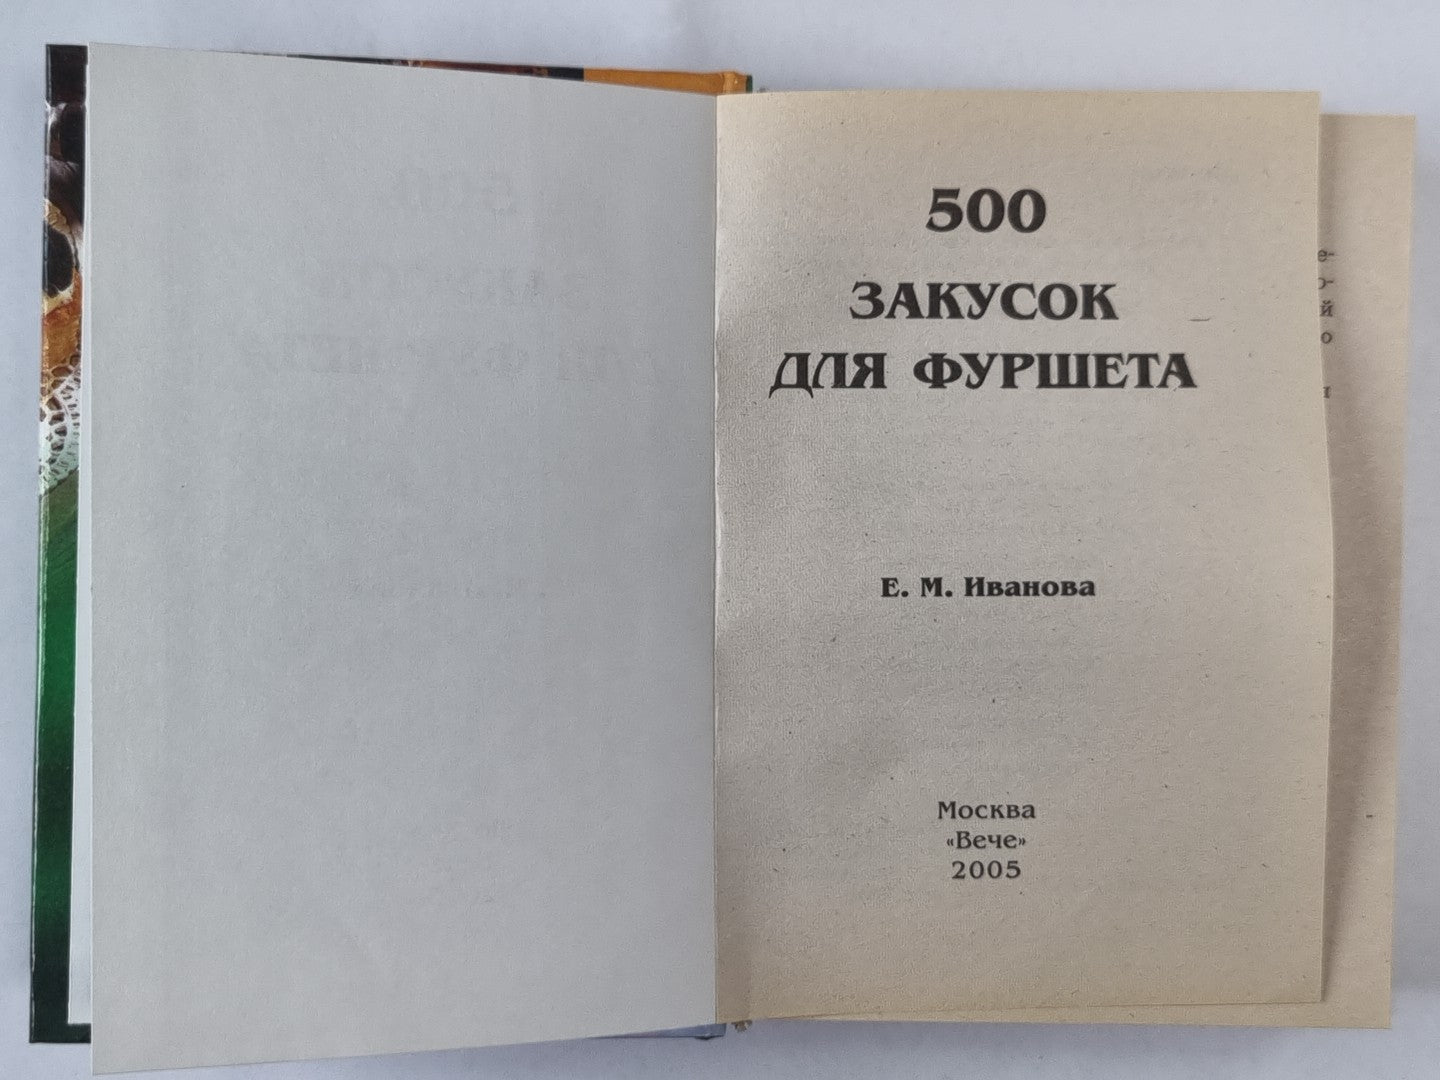 500
ЗАКУСОК
ДЛЯ ФУРШЕТА
Е. М. Иванова
Москва
«Вече»
2005